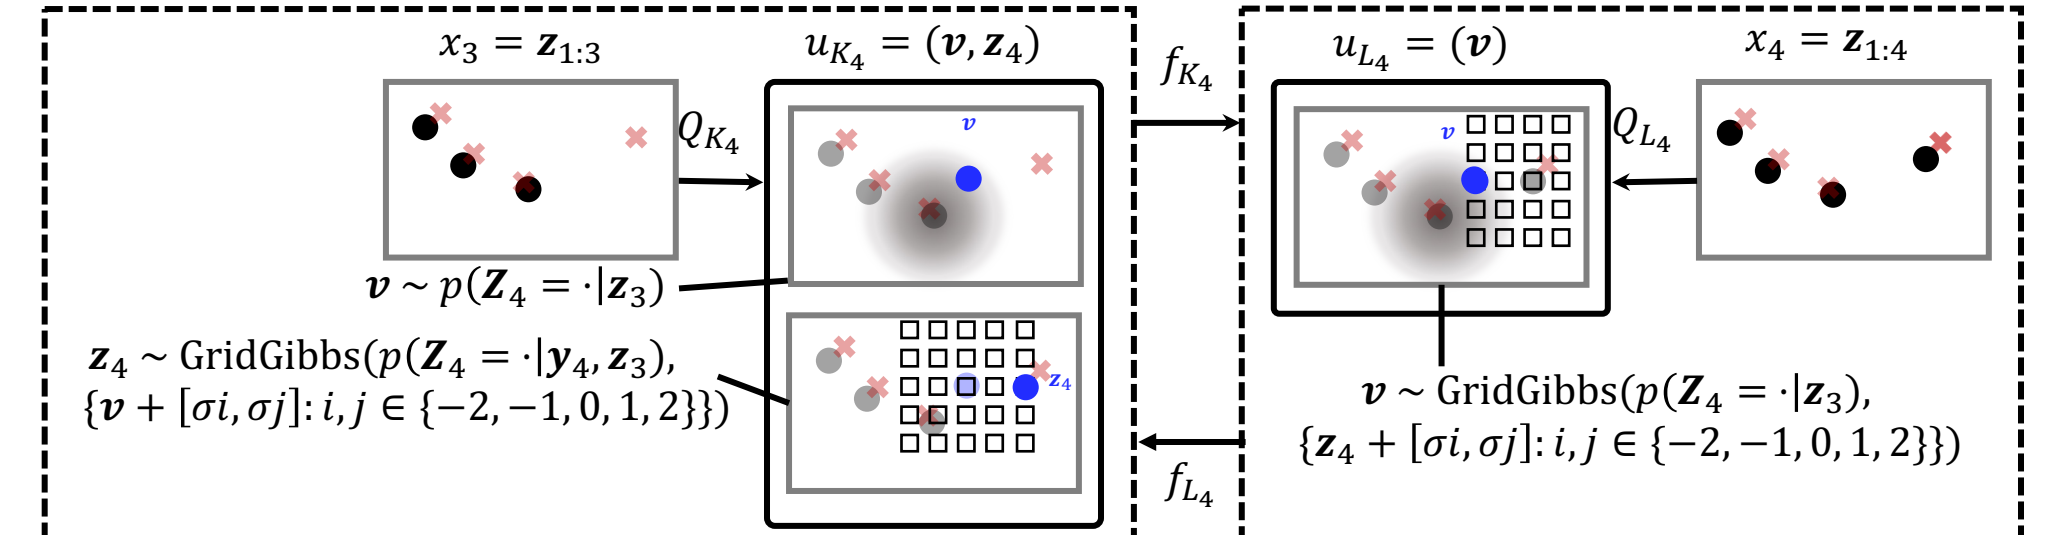 x₃ = 𝒛₁:₃
u_{K₄} = (𝒗, 𝒛₄)
Q_{K₄}
𝒗
𝒗 ~ p(𝒁₄ = ·|𝒛₃)
𝒛₄ ~ GridGibbs(p(𝒁₄ = ·|𝒚₄, 𝒛₃),
{𝒗 + [σi, σj]: i, j ∈ {−2, −1, 0, 1, 2}})
𝒛₄
f_{K₄}
f_{L₄}
u_{L₄} = (𝒗)
x₄ = 𝒛₁:₄
𝒗
Q_{L₄}
𝒗 ~ GridGibbs(p(𝒁₄ = ·|𝒛₃),
{𝒛₄ + [σi, σj]: i, j ∈ {−2, −1, 0, 1, 2}})